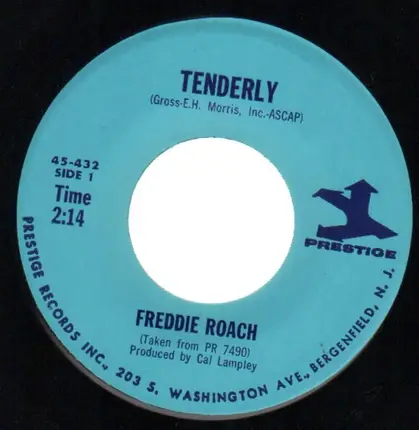 TENDERLY
(Gross-E.H. Morris, Inc.-ASCAP)
45-432
SIDE 1
Time
2:14
PRESTIGE
FREDDIE ROACH
(Taken from PR 7490)
Produced by Cal Lampley
PRESTIGE RECORDS INC., 203 S. WASHINGTON AVE., BERGENFIELD, N. J.